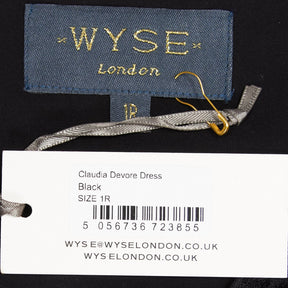 WYSE
London
1R
Claudia Devore Dress
Black
SIZE 1R
5 056736 723855
WYSE@WYSELONDON.CO.UK
WYSELONDON.CO.UK